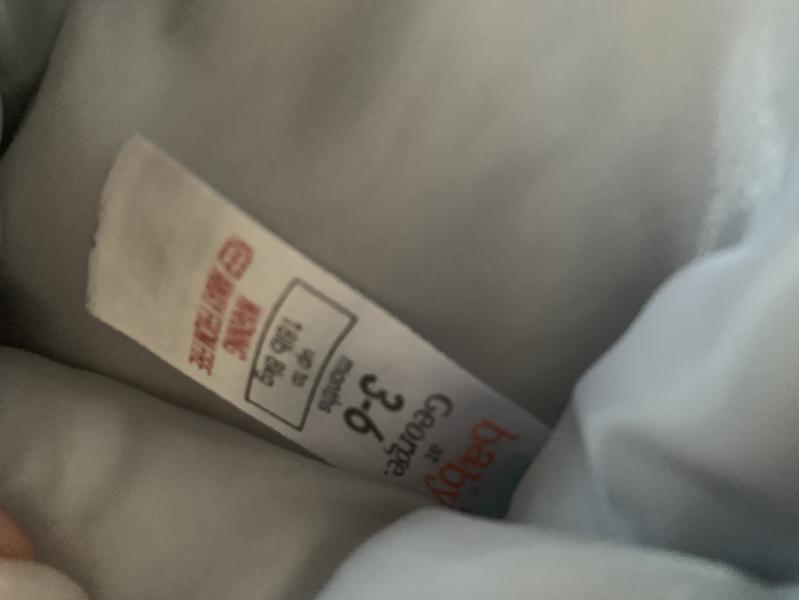 baby
at
George.
3-6
months
up to
18lb 8kg
WARNING
KEEP AWAY FROM FIRE